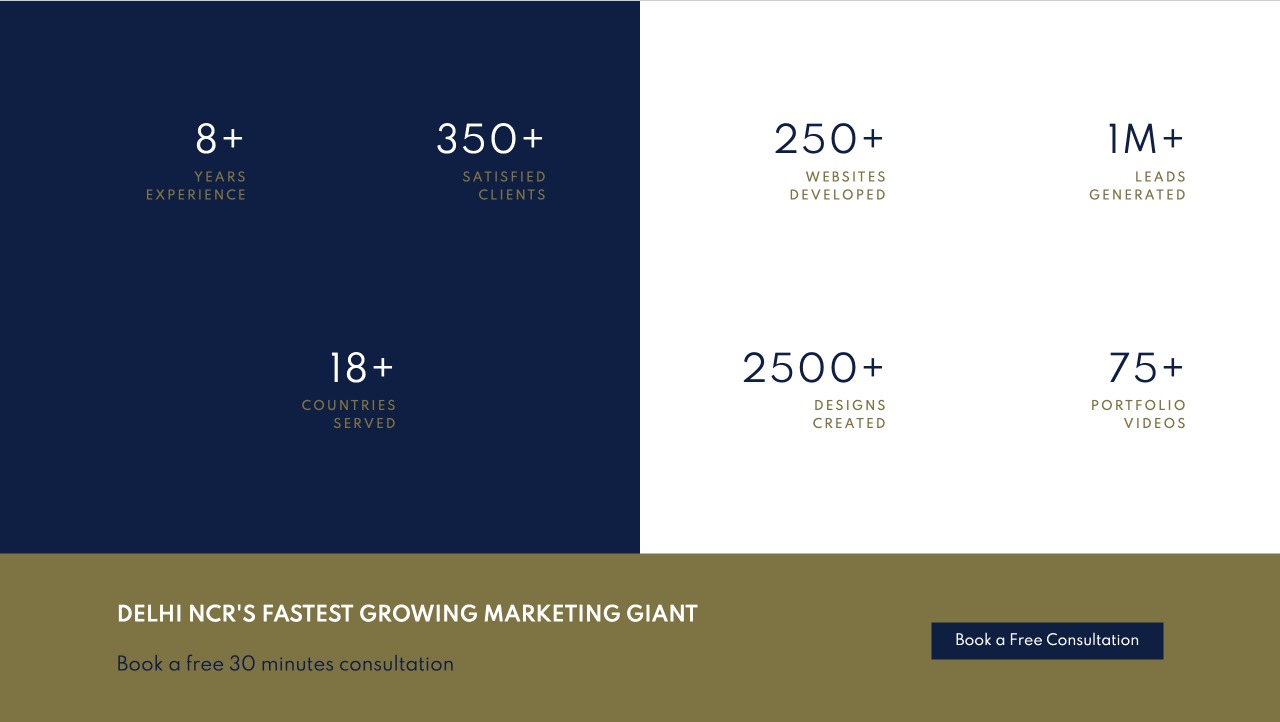 8+
YEARS
EXPERIENCE
350+
SATISFIED
CLIENTS
18+
COUNTRIES
SERVED
250+
WEBSITES
DEVELOPED
1M+
LEADS
GENERATED
2500+
DESIGNS
CREATED
75+
PORTFOLIO
VIDEOS
DELHI NCR'S FASTEST GROWING MARKETING GIANT
Book a free 30 minutes consultation
Book a Free Consultation